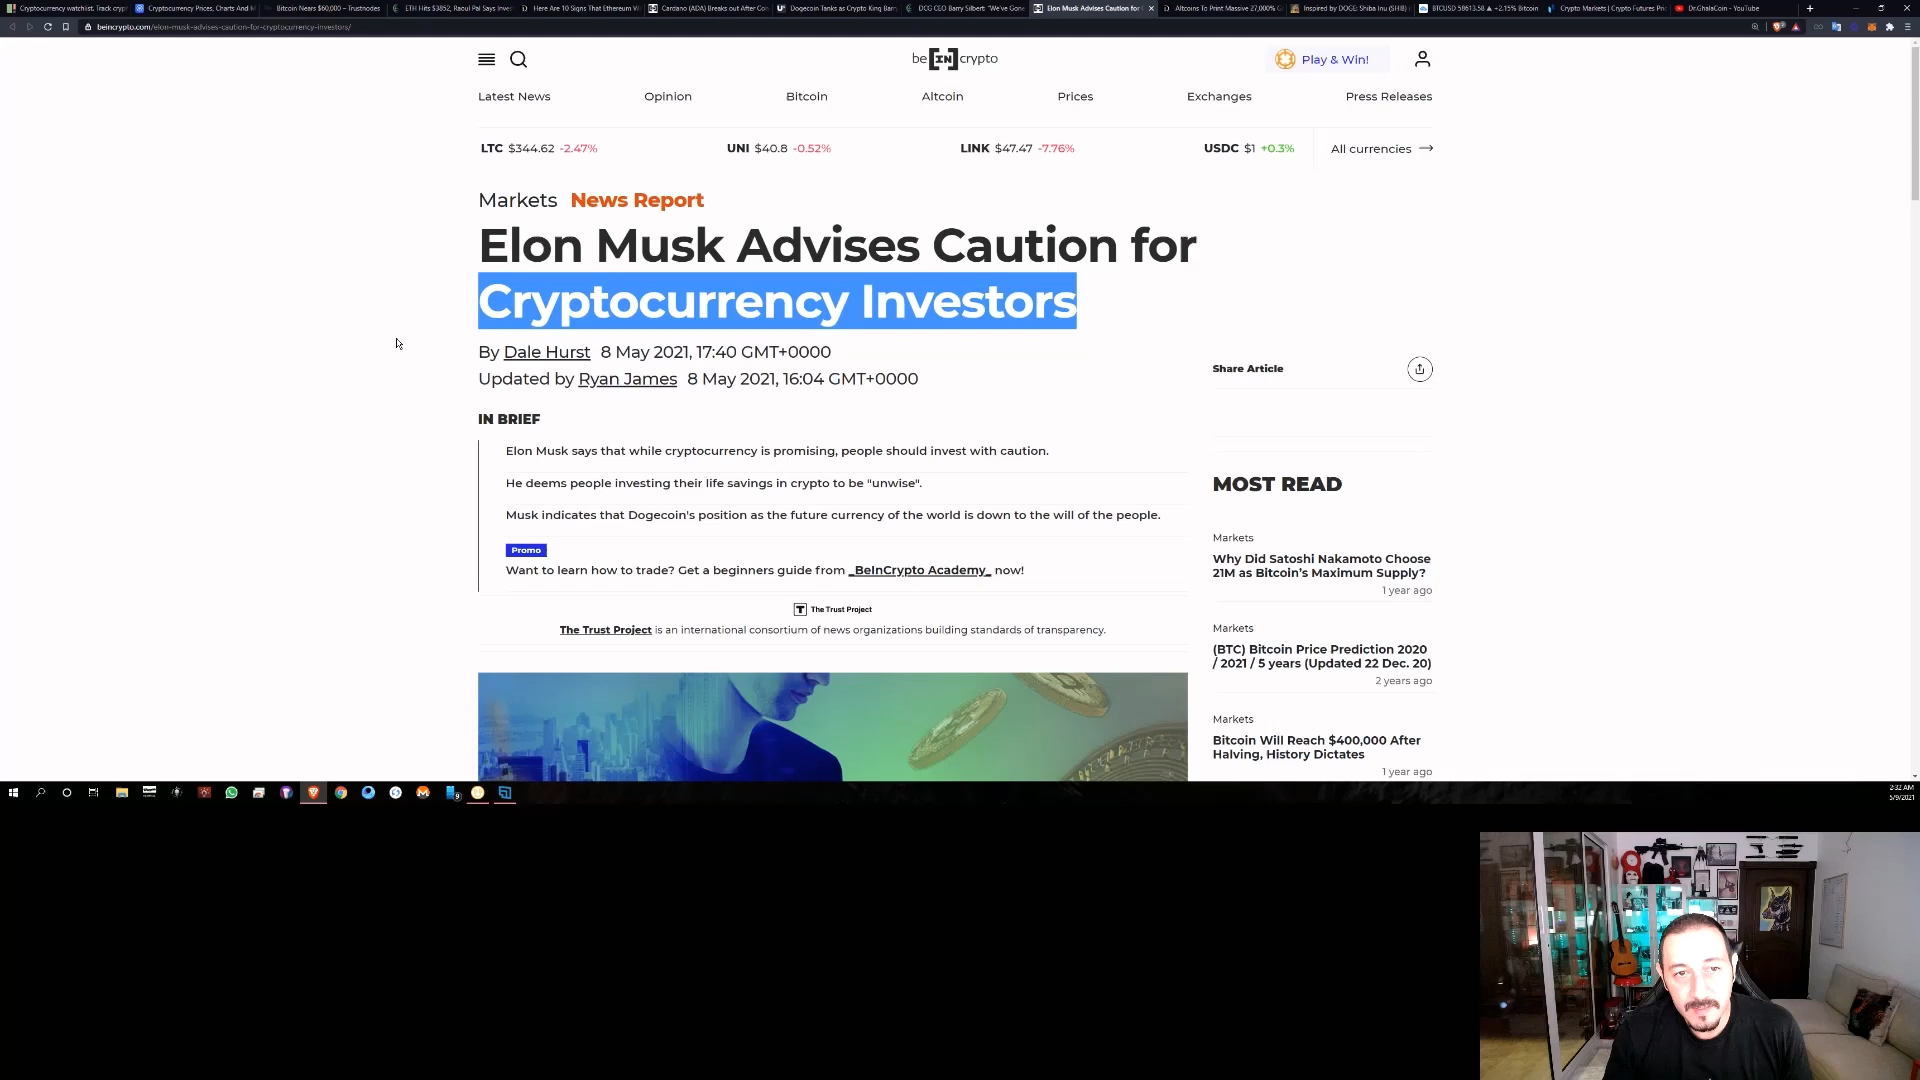 Cryptocurrency watchlist. Track crypt
Cryptocurrency Prices, Charts And
Bitcoin Nears $60,000 – Trustnodes
ETH Hits $3852, Raoul Pal Says Inves
Here Are 10 Signs That Ethereum W
Cardano (ADA) Breaks out After Con
Dogecoin Tanks as Crypto King Barr
DCG CEO Barry Silbert: "We've Gone
Elon Musk Advises Caution for
Altcoins To Print Massive 27,000% G
Inspired by DOGE: Shiba Inu (SHIB)
BTCUSD 58613.58 ▲ +2.15% Bitcoin
Crypto Markets | Crypto Futures Pric
Dr.GhalaCoin - YouTube
beincrypto.com/elon-musk-advises-caution-for-cryptocurrency-investors/
be[IN]crypto
Play & Win!
Latest News Opinion Bitcoin Altcoin Prices Exchanges Press Releases
LTC $344.62 -2.47% UNI $40.8 -0.52% LINK $47.47 -7.76% USDC $1 +0.3% All currencies →
Markets News Report
Elon Musk Advises Caution for
Cryptocurrency Investors
By Dale Hurst 8 May 2021, 17:40 GMT+0000
Updated by Ryan James 8 May 2021, 16:04 GMT+0000
Share Article
IN BRIEF
Elon Musk says that while cryptocurrency is promising, people should invest with caution.
He deems people investing their life savings in crypto to be "unwise".
Musk indicates that Dogecoin's position as the future currency of the world is down to the will of the people.
Promo
Want to learn how to trade? Get a beginners guide from _BeInCrypto Academy_ now!
The Trust Project
The Trust Project is an international consortium of news organizations building standards of transparency.
MOST READ
Markets
Why Did Satoshi Nakamoto Choose
21M as Bitcoin's Maximum Supply?
1 year ago
Markets
(BTC) Bitcoin Price Prediction 2020
/ 2021 / 5 years (Updated 22 Dec. 20)
2 years ago
Markets
Bitcoin Will Reach $400,000 After
Halving, History Dictates
1 year ago
2:32 AM
5/9/2021